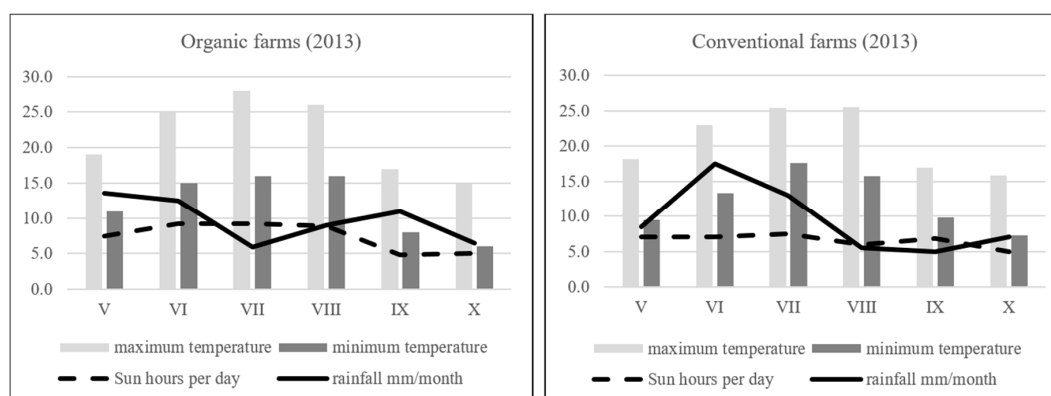 Organic farms (2013)
30.0
25.0
20.0
15.0
10.0
5.0
0.0
V VI VII VIII IX X
maximum temperature minimum temperature
Sun hours per day rainfall mm/month
Conventional farms (2013)
30.0
25.0
20.0
15.0
10.0
5.0
0.0
V VI VII VIII IX X
maximum temperature minimum temperature
Sun hours per day rainfall mm/month